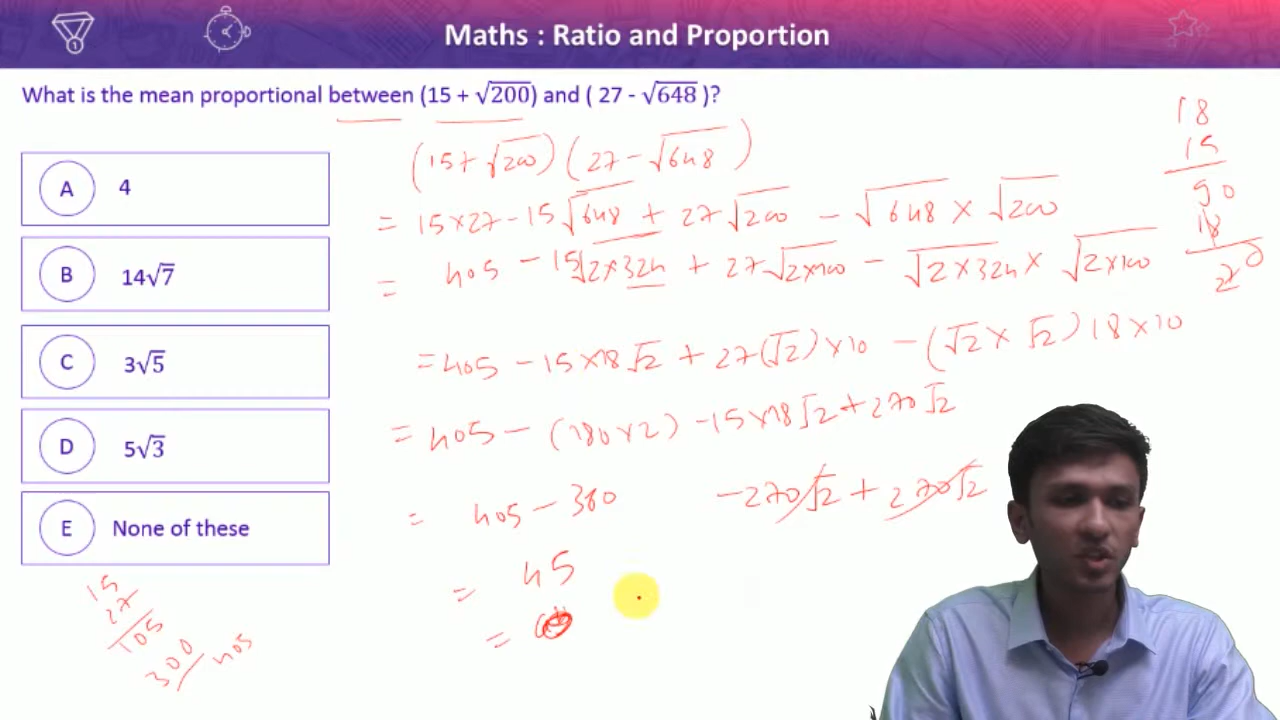 Maths : Ratio and Proportion
What is the mean proportional between (15 + √200) and ( 27 - √648 )?
A 4
B 14√7
C 3√5
D 5√3
E None of these
(15+√200)(27-√648)
= 15×27-15√648 + 27√200 - √648 × √200
= 405 - 15√2×324 + 27√2×100 - √2×324 × √2×100
=405 - 15×18√2 + 27(√2)×10 - (√2 × √2) 18×10
= 405 - (180×2) -15×18√2+270√2
= 405 - 360 -270√2 + 270√2
= 45
=
18
15
90
18
270
15
27
105
300
405